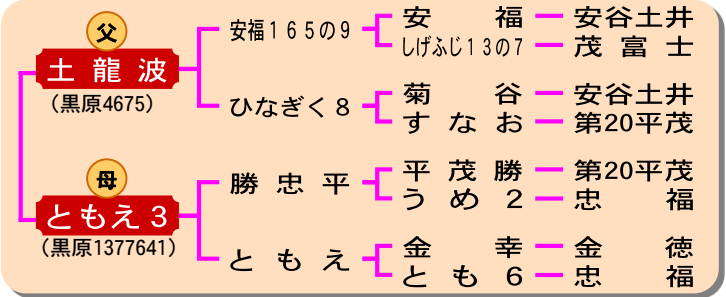 父
土龍波
（黒原4675）
安福１６５の９
ひなぎく８
安福
しげふじ１３の７
菊谷
すなお
安谷土井
茂富士
安谷土井
第20平茂
母
ともえ３
（黒原1377641）
勝忠平
ともえ
平茂勝
うめ２
金幸
とも６
第20平茂
忠福
金徳
忠福